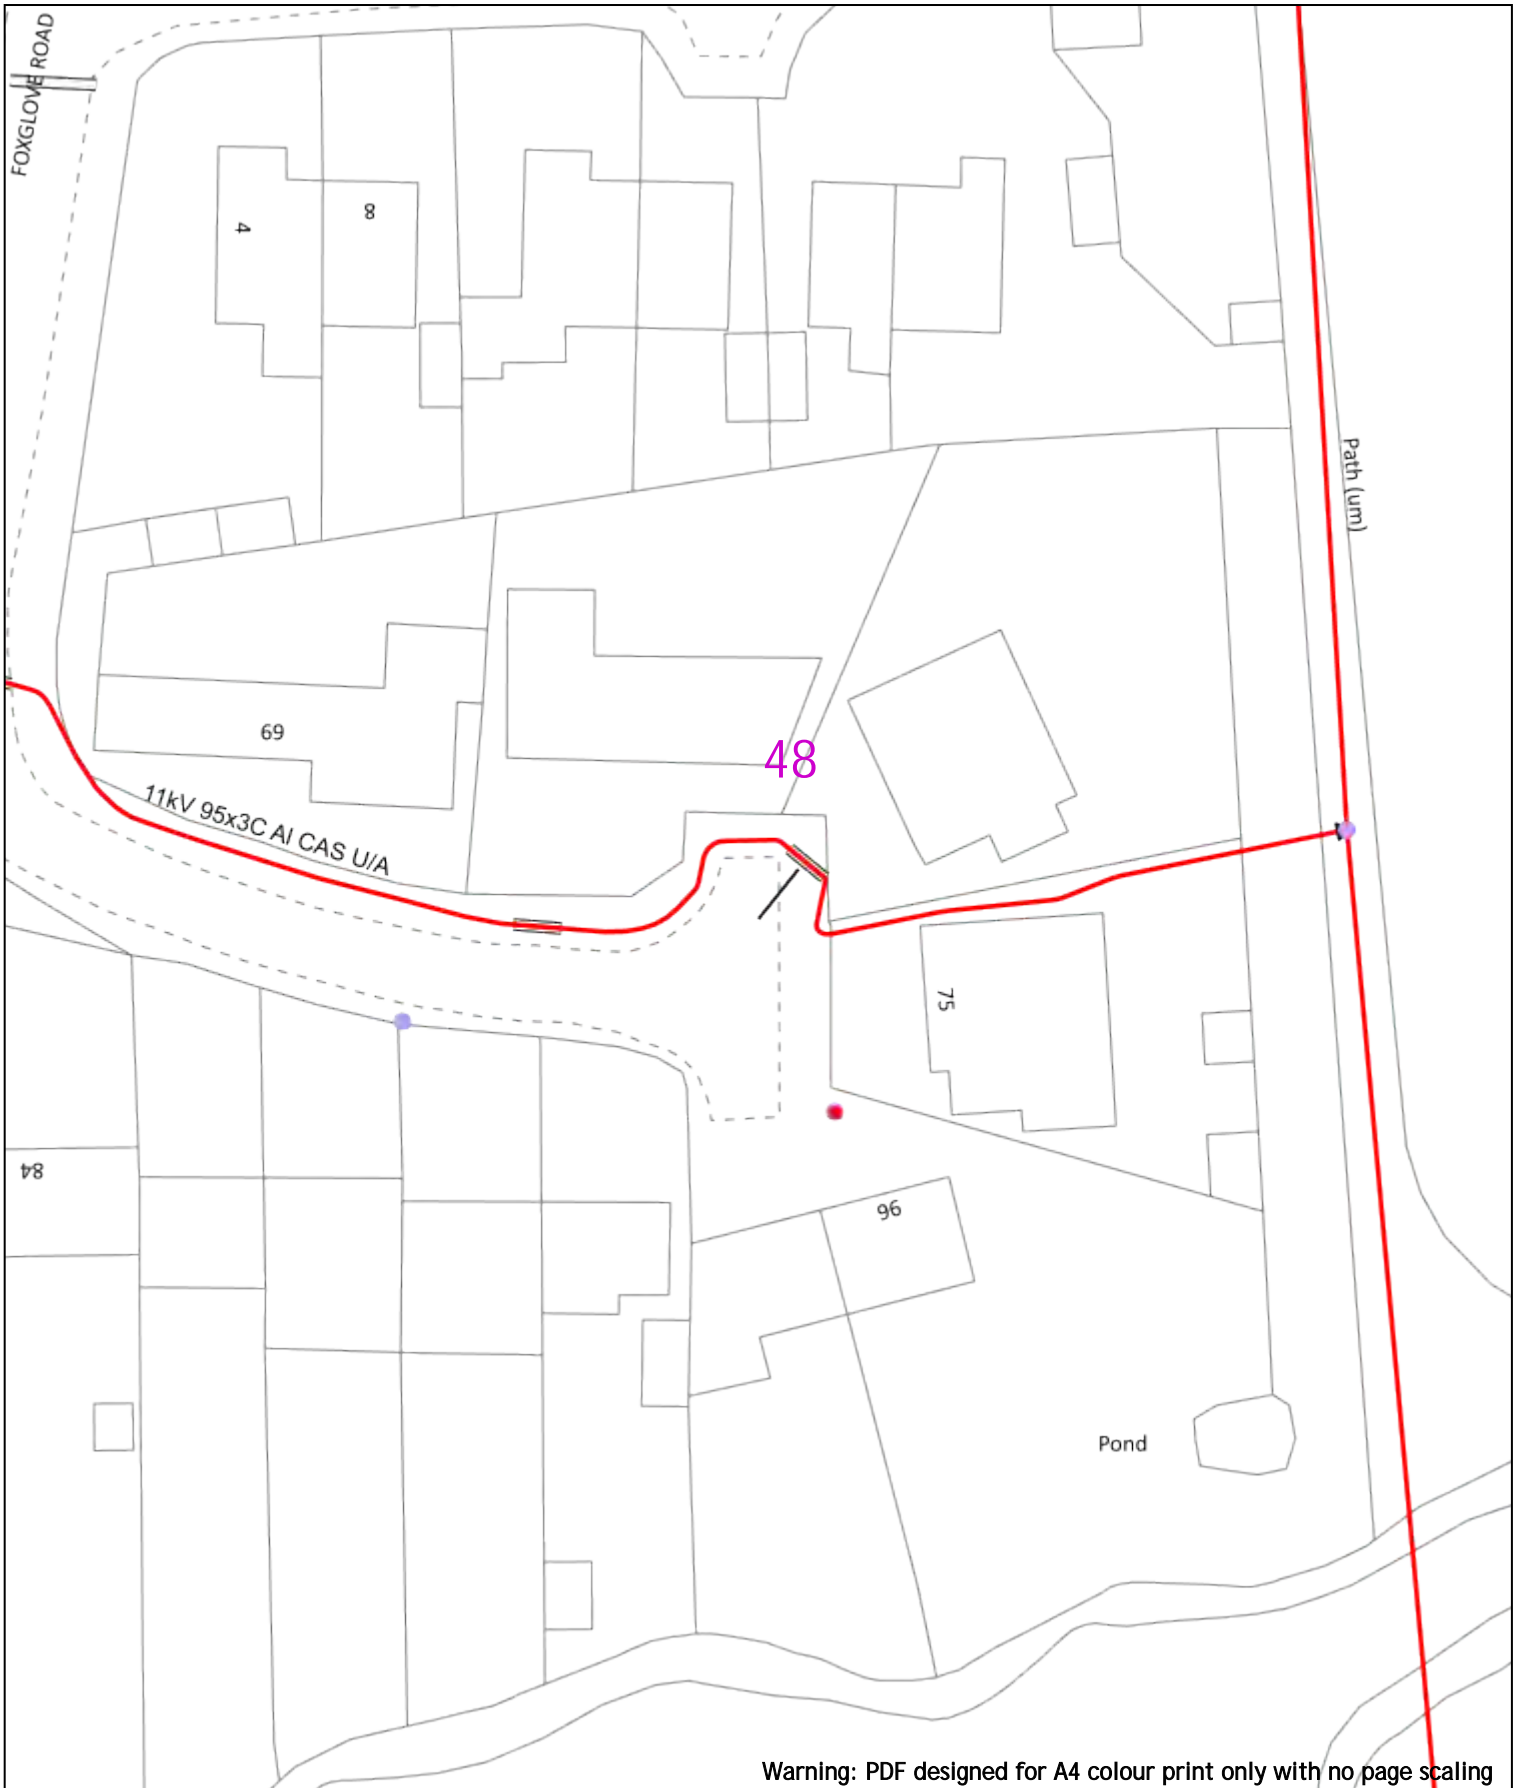 FOXGLOVE ROAD
4
8
Path (um)
69
48
11kV 95x3C Al CAS U/A
75
84
96
Pond
Warning: PDF designed for A4 colour print only with no page scaling